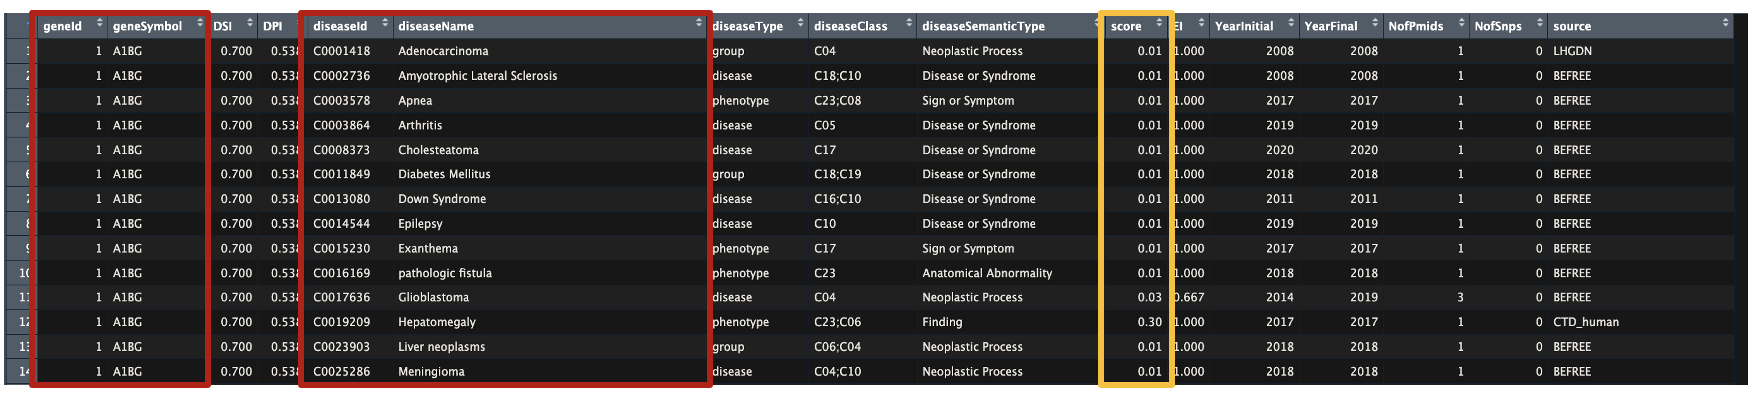 geneId geneSymbol DSI DPI diseaseId diseaseName diseaseType diseaseClass diseaseSemanticType score EI YearInitial YearFinal NofPmids NofSnps source
1 1 A1BG 0.700 0.538 C0001418 Adenocarcinoma group C04 Neoplastic Process 0.01 1.000 2008 2008 1 0 LHGDN
2 1 A1BG 0.700 0.538 C0002736 Amyotrophic Lateral Sclerosis disease C18;C10 Disease or Syndrome 0.01 1.000 2008 2008 1 0 BEFREE
3 1 A1BG 0.700 0.538 C0003578 Apnea phenotype C23;C08 Sign or Symptom 0.01 1.000 2017 2017 1 0 BEFREE
4 1 A1BG 0.700 0.538 C0003864 Arthritis disease C05 Disease or Syndrome 0.01 1.000 2019 2019 1 0 BEFREE
5 1 A1BG 0.700 0.538 C0008373 Cholesteatoma disease C17 Disease or Syndrome 0.01 1.000 2020 2020 1 0 BEFREE
6 1 A1BG 0.700 0.538 C0011849 Diabetes Mellitus group C18;C19 Disease or Syndrome 0.01 1.000 2018 2018 1 0 BEFREE
7 1 A1BG 0.700 0.538 C0013080 Down Syndrome disease C16;C10 Disease or Syndrome 0.01 1.000 2011 2011 1 0 BEFREE
8 1 A1BG 0.700 0.538 C0014544 Epilepsy disease C10 Disease or Syndrome 0.01 1.000 2019 2019 1 0 BEFREE
9 1 A1BG 0.700 0.538 C0015230 Exanthema phenotype C17 Sign or Symptom 0.01 1.000 2017 2017 1 0 BEFREE
10 1 A1BG 0.700 0.538 C0016169 pathologic fistula phenotype C23 Anatomical Abnormality 0.01 1.000 2018 2018 1 0 BEFREE
11 1 A1BG 0.700 0.538 C0017636 Glioblastoma disease C04 Neoplastic Process 0.03 0.667 2014 2019 3 0 BEFREE
12 1 A1BG 0.700 0.538 C0019209 Hepatomegaly phenotype C23;C06 Finding 0.30 1.000 2017 2017 1 0 CTD_human
13 1 A1BG 0.700 0.538 C0023903 Liver neoplasms group C06;C04 Neoplastic Process 0.01 1.000 2018 2018 1 0 BEFREE
14 1 A1BG 0.700 0.538 C0025286 Meningioma disease C04;C10 Neoplastic Process 0.01 1.000 2018 2018 1 0 BEFREE